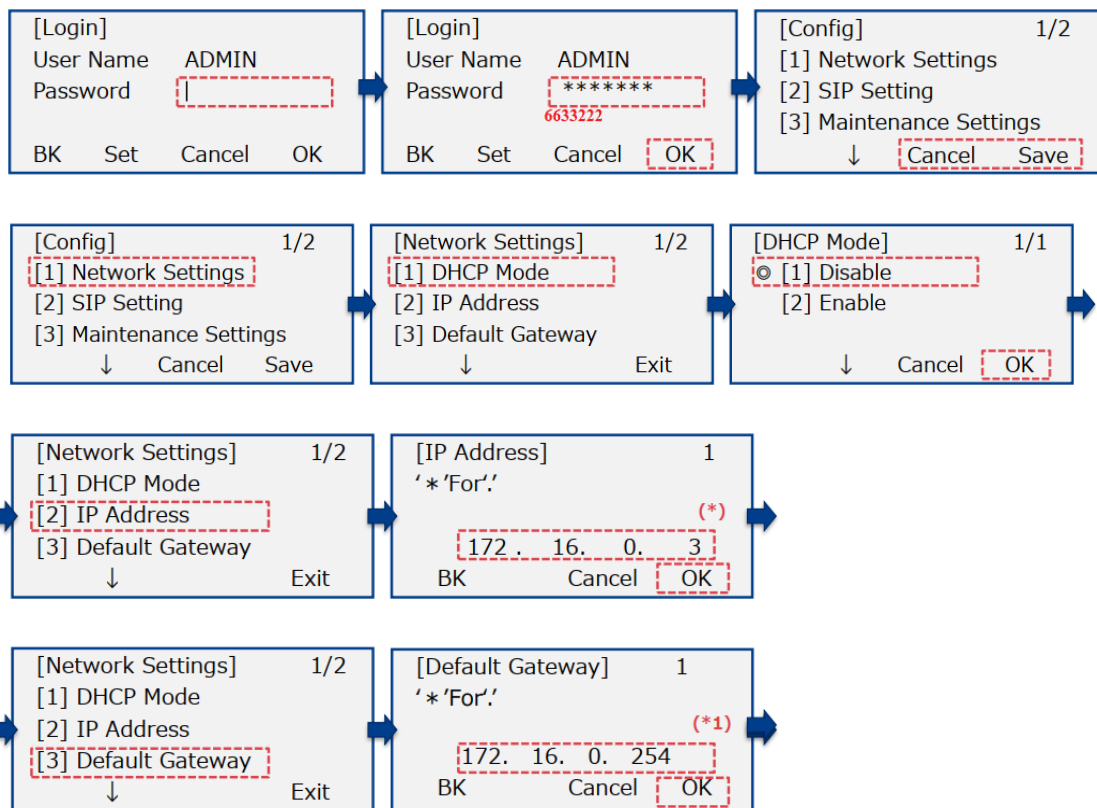 [Login]
User Name ADMIN
Password |
BK Set Cancel OK
[Login]
User Name ADMIN
Password *******
6633222
BK Set Cancel OK
[Config] 1/2
[1] Network Settings
[2] SIP Setting
[3] Maintenance Settings
↓ Cancel Save
[Config] 1/2
[1] Network Settings
[2] SIP Setting
[3] Maintenance Settings
↓ Cancel Save
[Network Settings] 1/2
[1] DHCP Mode
[2] IP Address
[3] Default Gateway
↓ Exit
[DHCP Mode] 1/1
◎ [1] Disable
[2] Enable
↓ Cancel OK
[Network Settings] 1/2
[1] DHCP Mode
[2] IP Address
[3] Default Gateway
↓ Exit
[IP Address] 1
‘＊’For‘.’
(*)
172 . 16. 0. 3
BK Cancel OK
[Network Settings] 1/2
[1] DHCP Mode
[2] IP Address
[3] Default Gateway
↓ Exit
[Default Gateway] 1
‘＊’For‘.’
(*1)
172. 16. 0. 254
BK Cancel OK